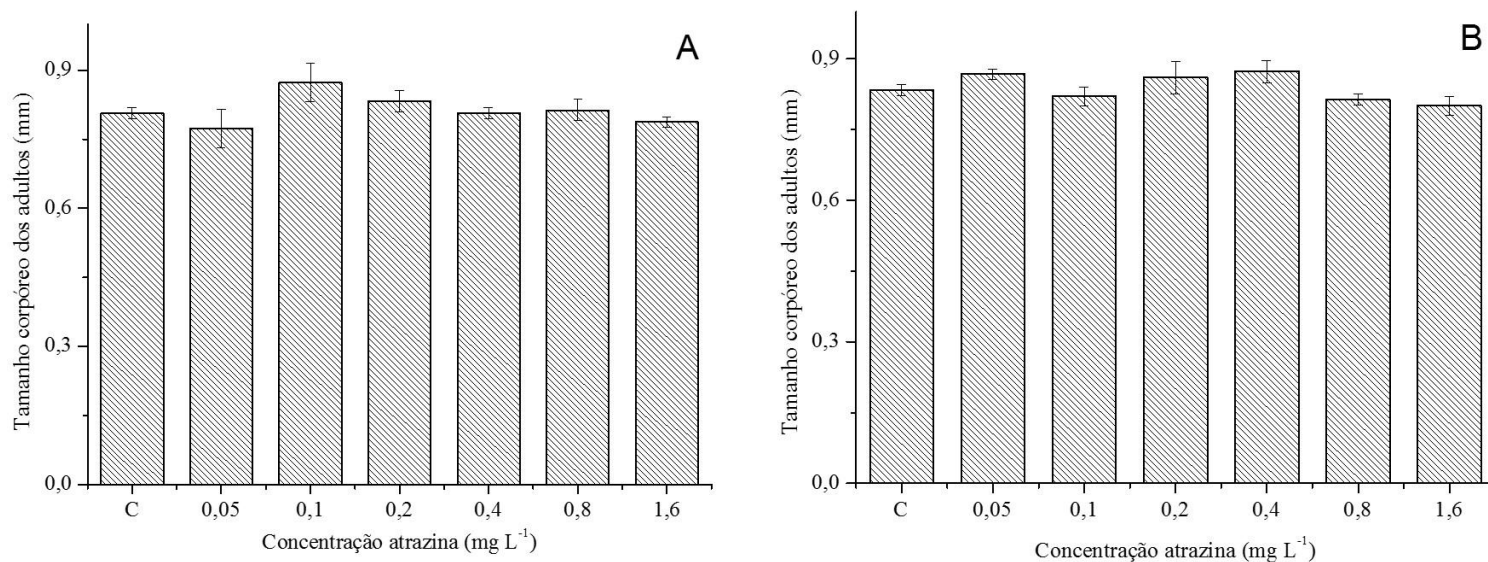 A
Tamanho corpóreo dos adultos (mm)
0,9
0,6
0,3
0,0
C 0,05 0,1 0,2 0,4 0,8 1,6
Concentração atrazina (mg L⁻¹)
B
Tamanho corpóreo dos adultos (mm)
0,9
0,6
0,3
0,0
C 0,05 0,1 0,2 0,4 0,8 1,6
Concentração atrazina (mg L⁻¹)